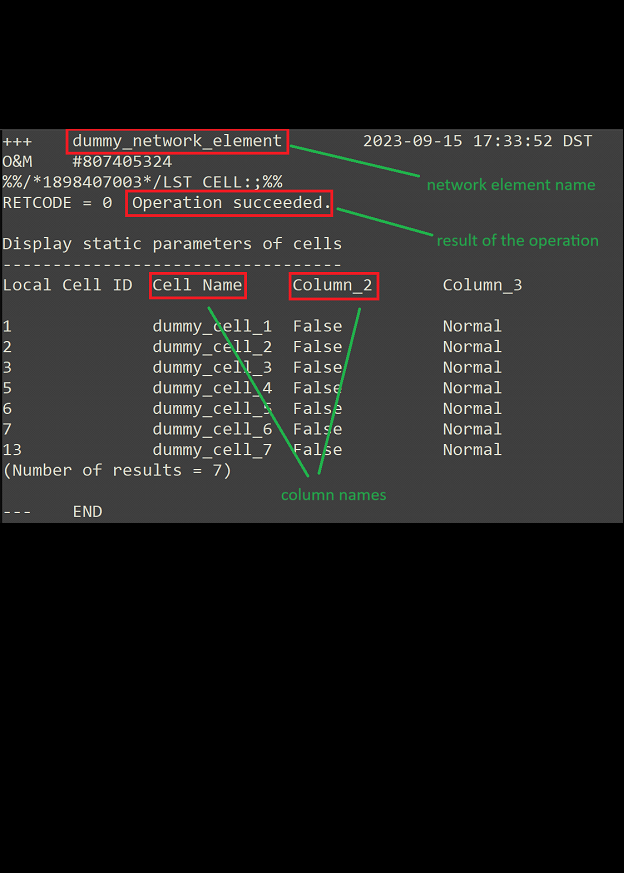 +++ dummy_network_element 2023-09-15 17:33:52 DST
O&M #807405324
network element name
%%/*1898407003*/LST CELL:;%%
RETCODE = 0 Operation succeeded.
result of the operation
Display static parameters of cells
----------------------------------
Local Cell ID Cell Name Column_2 Column_3
1 dummy_cell_1 False Normal
2 dummy_cell_2 False Normal
3 dummy_cell_3 False Normal
5 dummy_cell_4 False Normal
6 dummy_cell_5 False Normal
7 dummy_cell_6 False Normal
13 dummy_cell_7 False Normal
(Number of results = 7)
column names
--- END